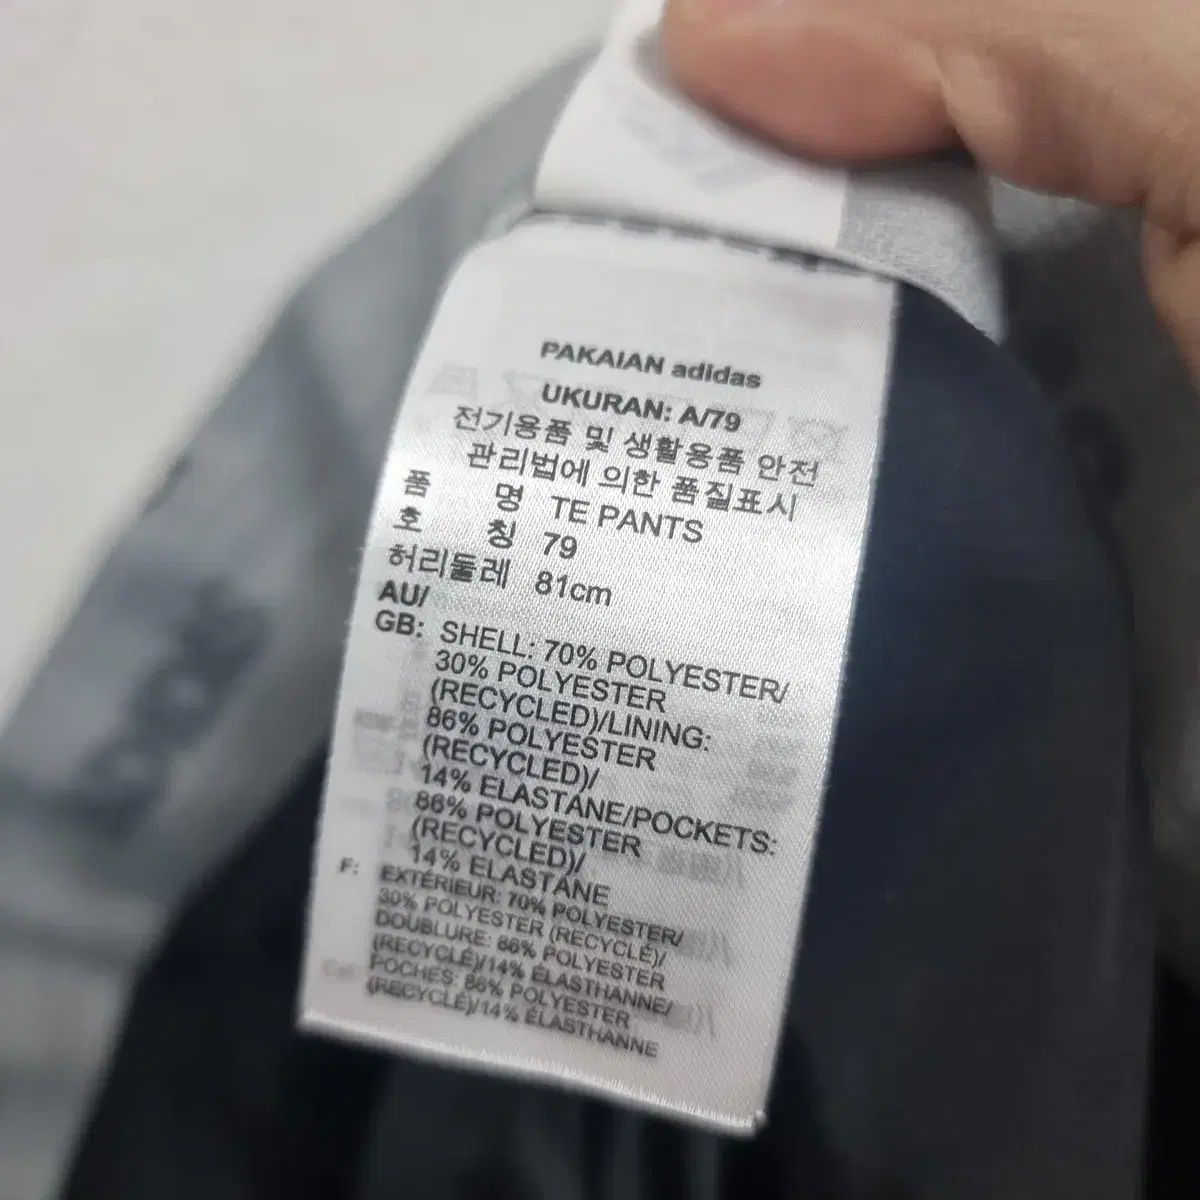 PAKAIAN adidas
UKURAN: A/79
전기용품 및 생활용품 안전
관리법에 의한 품질표시
품 명 TE PANTS
호 칭 79
허리둘레 81cm
AU/
GB: SHELL: 70% POLYESTER/
30% POLYESTER
(RECYCLED)/LINING:
86% POLYESTER
(RECYCLED)/
14% ELASTANE/POCKETS:
86% POLYESTER
(RECYCLED)/
14% ELASTANE
F: EXTÉRIEUR: 70% POLYESTER/
30% POLYESTER (RECYCLÉ)/
DOUBLURE: 86% POLYESTER
(RECYCLÉ)/14% ÉLASTHANNE/
POCHES: 86% POLYESTER
(RECYCLÉ)/14% ÉLASTHANNE